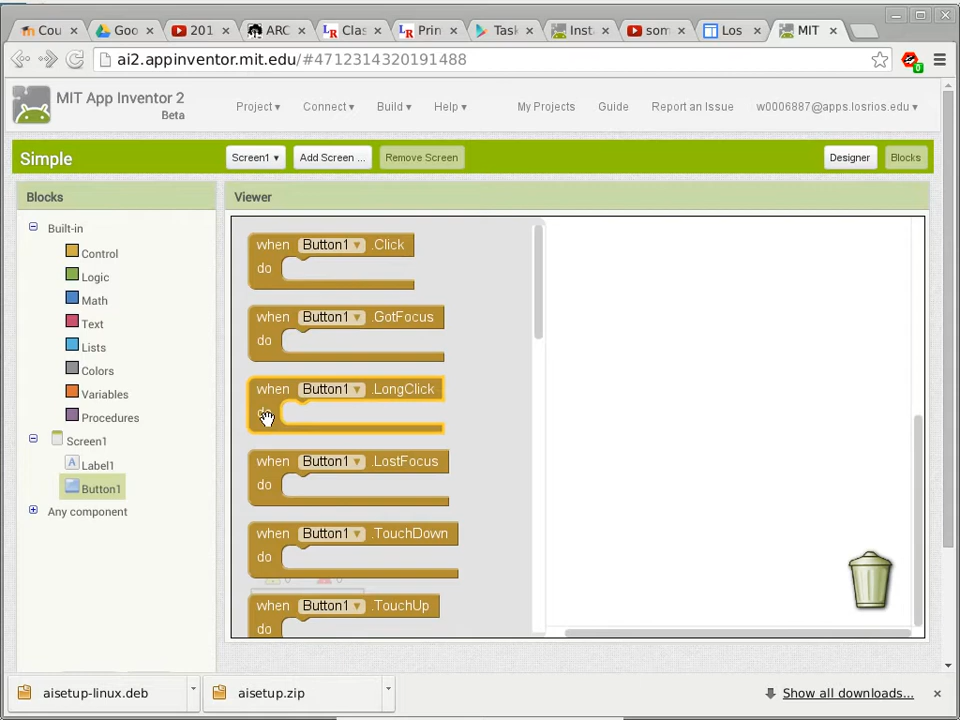 Cou
Goo
201
ARC
Clas
Prin
Task
Inst
som
Los
MIT
ai2.appinventor.mit.edu/#4712314320191488
0
MIT App Inventor 2
Beta
Project
Connect
Build
Help
My Projects
Guide
Report an Issue
w0006887@apps.losrios.edu
Simple
Screen1
Add Screen ...
Remove Screen
Designer
Blocks
Blocks
Viewer
Built-in
Control
Logic
Math
Text
Lists
Colors
Variables
Procedures
Screen1
Label1
Button1
Any component
when Button1 .Click
do
when Button1 .GotFocus
do
when Button1 .LongClick
do
when Button1 .LostFocus
do
when Button1 .TouchDown
do
when Button1 .TouchUp
do
aisetup-linux.deb
aisetup.zip
Show all downloads...